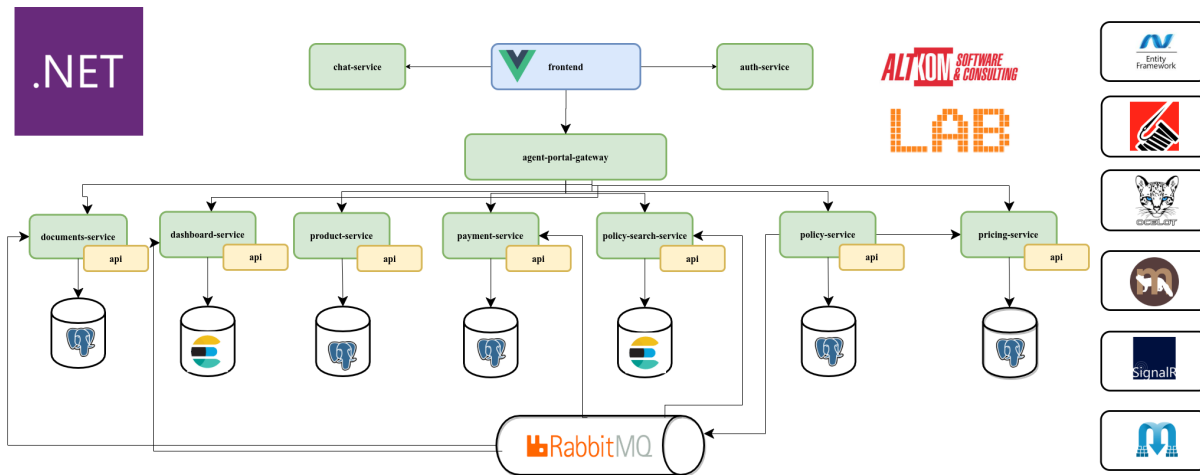 .NET
chat-service
frontend
auth-service
ALTKOM SOFTWARE
& CONSULTING
LAB
Entity
Framework
agent-portal-gateway
OCELOT
documents-service
api
dashboard-service
api
product-service
api
payment-service
api
policy-search-service
api
policy-service
api
pricing-service
api
m
SignalR
RabbitMQ